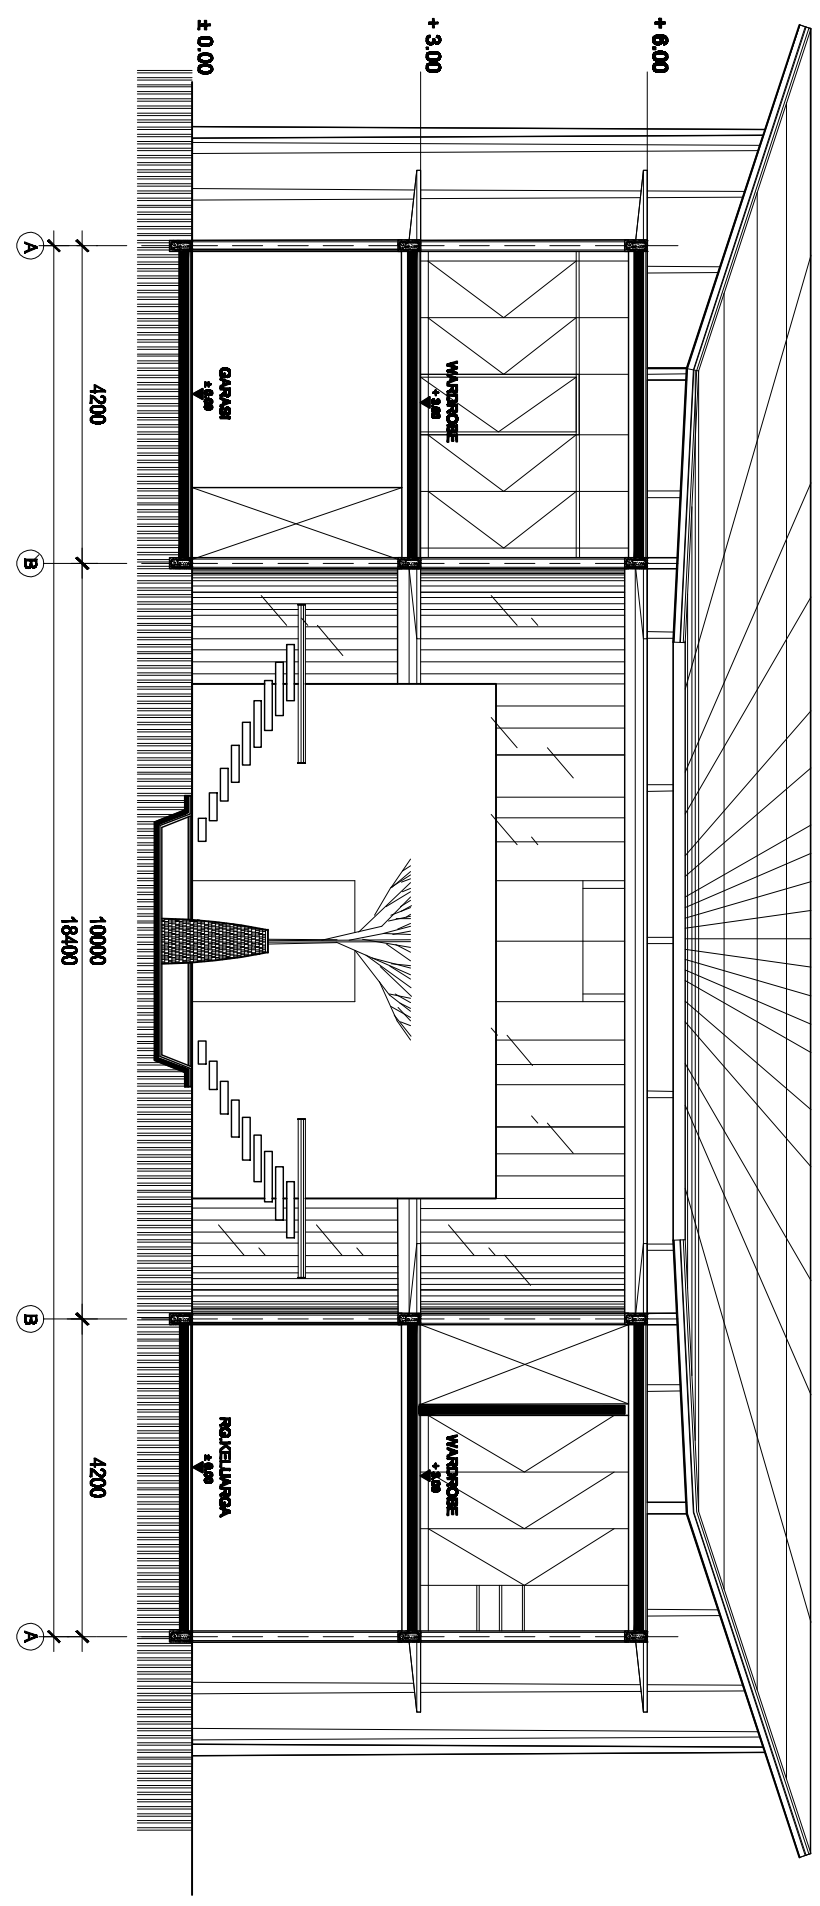 + 6.00
+ 3.00
± 0.00
WARDROBE
+ 3.00
WARDROBE
+ 3.00
GARASI
± 0.00
RG.KELUARGA
± 0.00
4200
10000
4200
18400
A
B
B
A